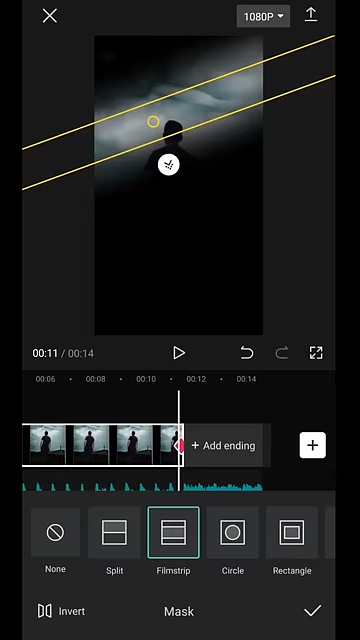 1080P
00:11 / 00:14
00:06 00:08 00:10 00:12 00:14
+ Add ending
None Split Filmstrip Circle Rectangle
Invert Mask